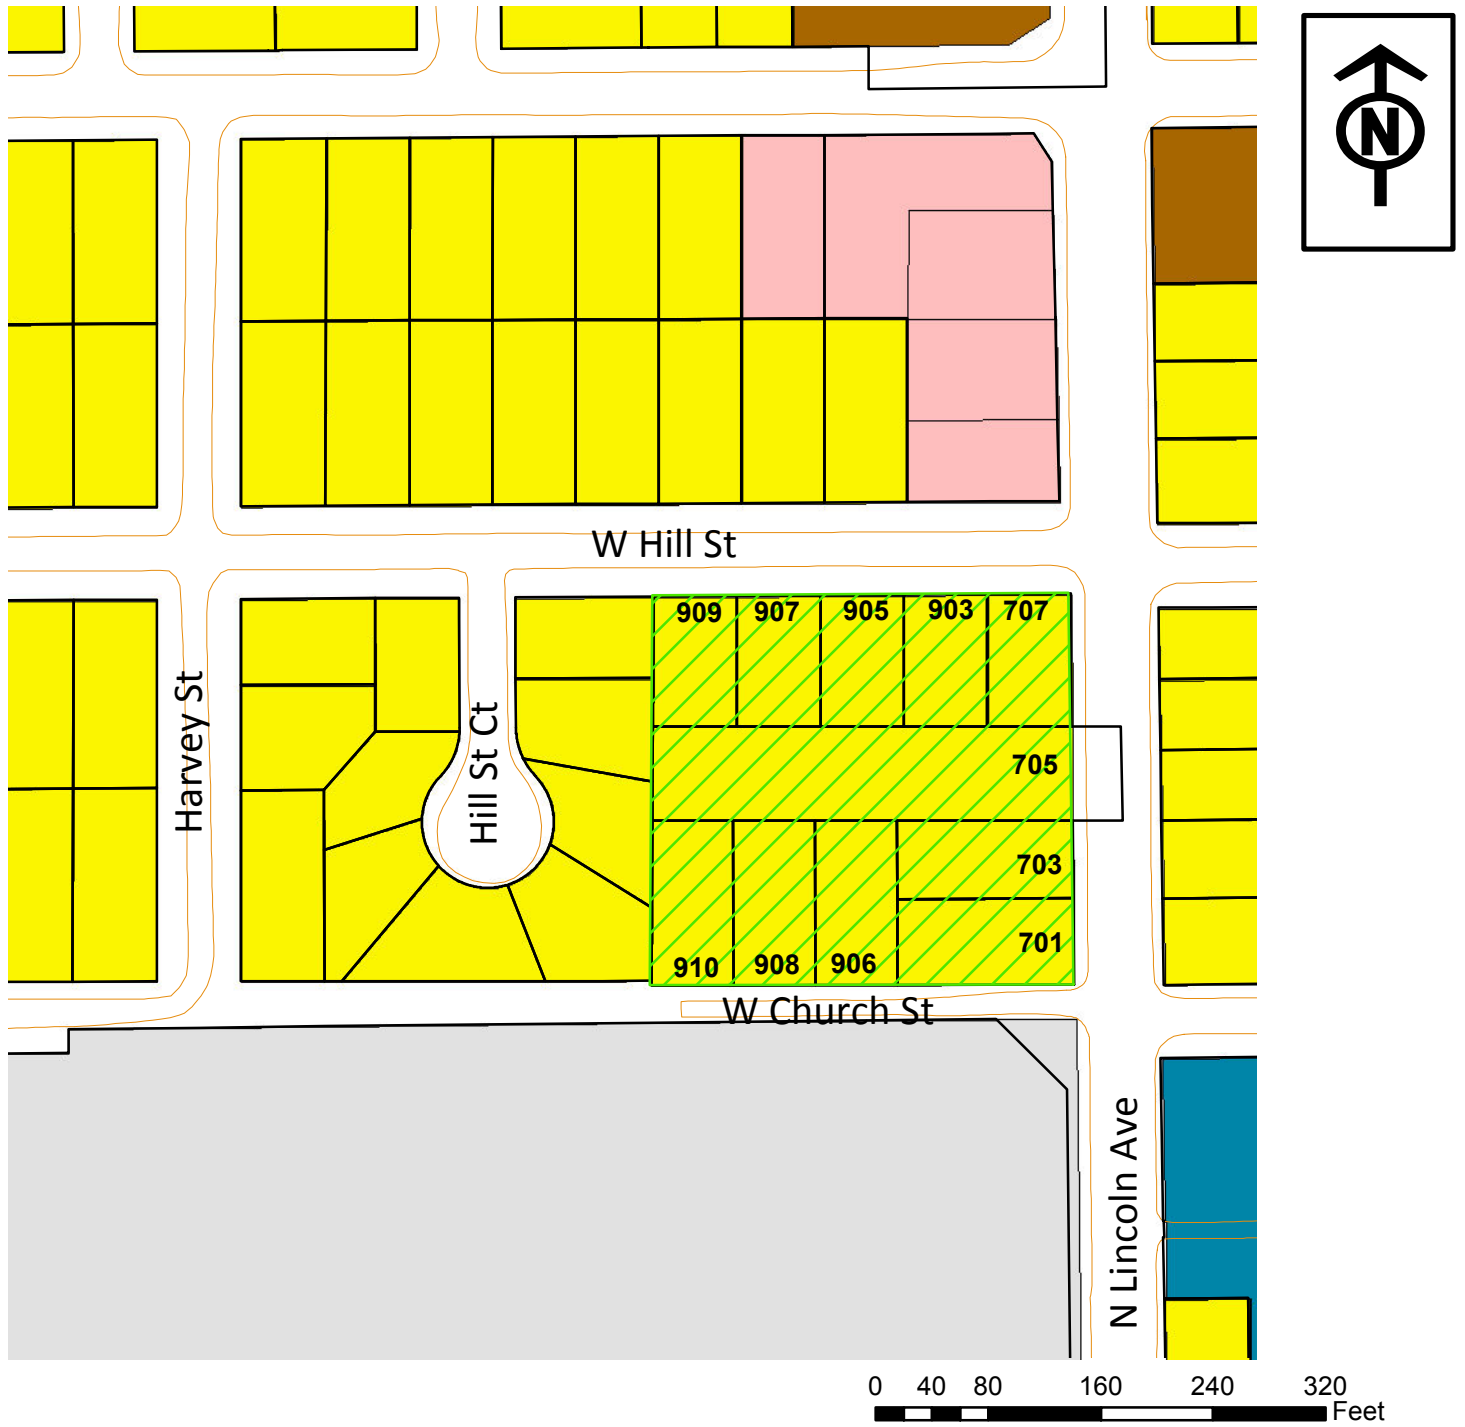 N
W Hill St
909 907 905 903 707
Harvey St
Hill St Ct
705
703
701
910 908 906
W Church St
N Lincoln Ave
0 40 80 160 240 320
Feet